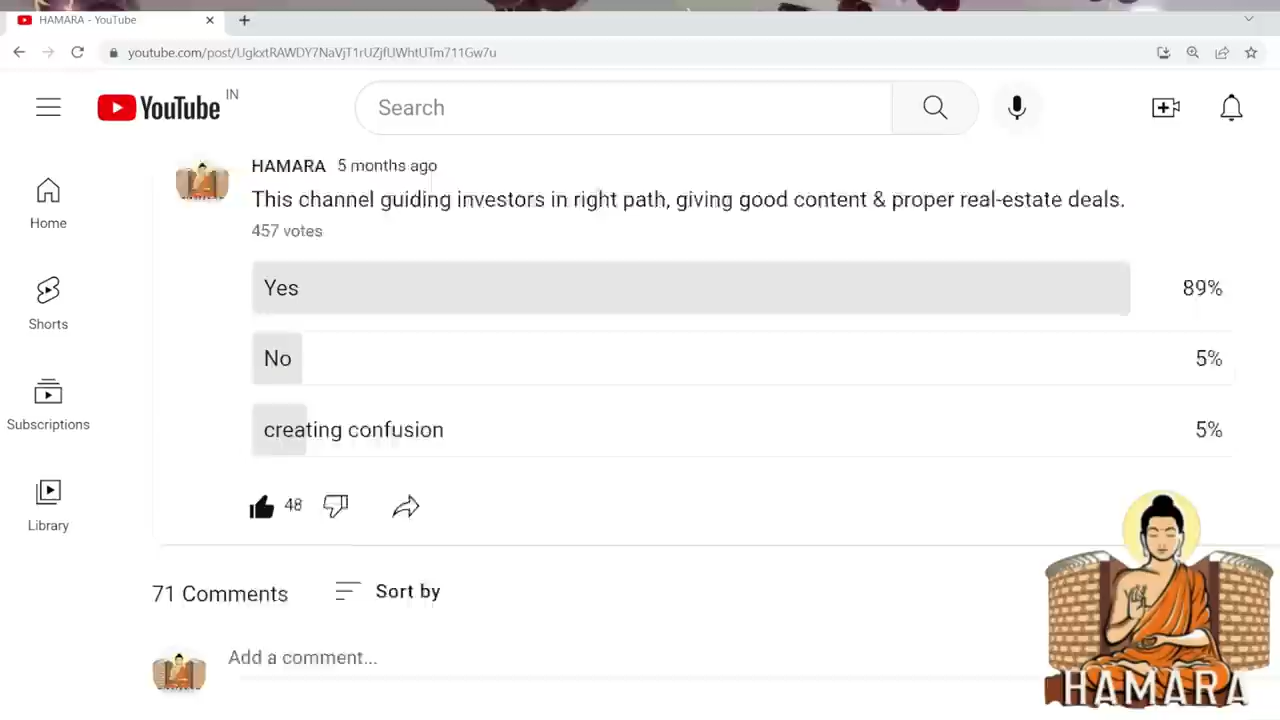 HAMARA - YouTube
youtube.com/post/UgkxtRAWDY7NaVjT1rUZjfUWhtUTm711Gw7u
YouTube IN
Search
Home
Shorts
Subscriptions
Library
HAMARA 5 months ago
This channel guiding investors in right path, giving good content & proper real-estate deals.
457 votes
Yes 89%
No 5%
creating confusion 5%
48
71 Comments Sort by
Add a comment...
HAMARA